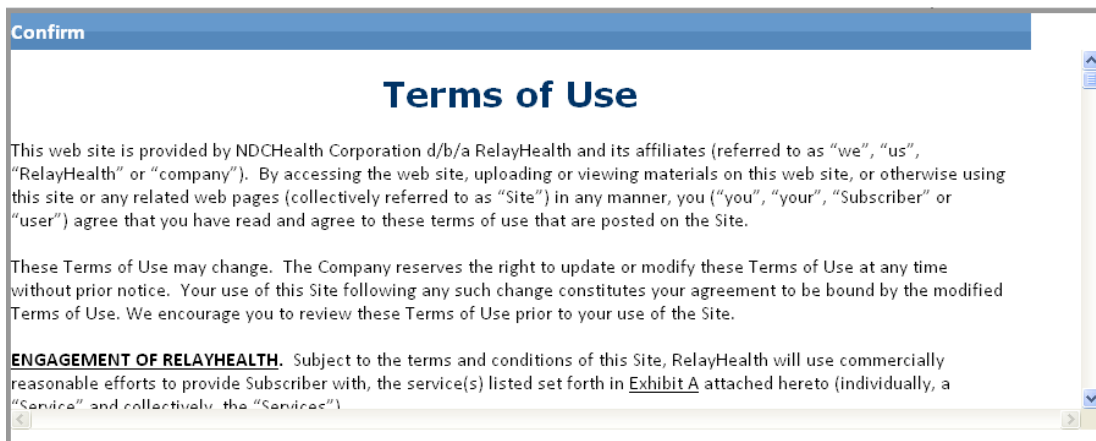 Confirm
Terms of Use
This web site is provided by NDCHealth Corporation d/b/a RelayHealth and its affiliates (referred to as “we”, “us”,
“RelayHealth” or “company”).  By accessing the web site, uploading or viewing materials on this web site, or otherwise using
this site or any related web pages (collectively referred to as “Site”) in any manner, you (“you”, “your”, “Subscriber” or
“user”) agree that you have read and agree to these terms of use that are posted on the Site.
These Terms of Use may change.  The Company reserves the right to update or modify these Terms of Use at any time
without prior notice.  Your use of this Site following any such change constitutes your agreement to be bound by the modified
Terms of Use. We encourage you to review these Terms of Use prior to your use of the Site.
ENGAGEMENT OF RELAYHEALTH.  Subject to the terms and conditions of this Site, RelayHealth will use commercially
reasonable efforts to provide Subscriber with, the service(s) listed set forth in Exhibit A attached hereto (individually, a
“Service” and collectively, the “Services”)